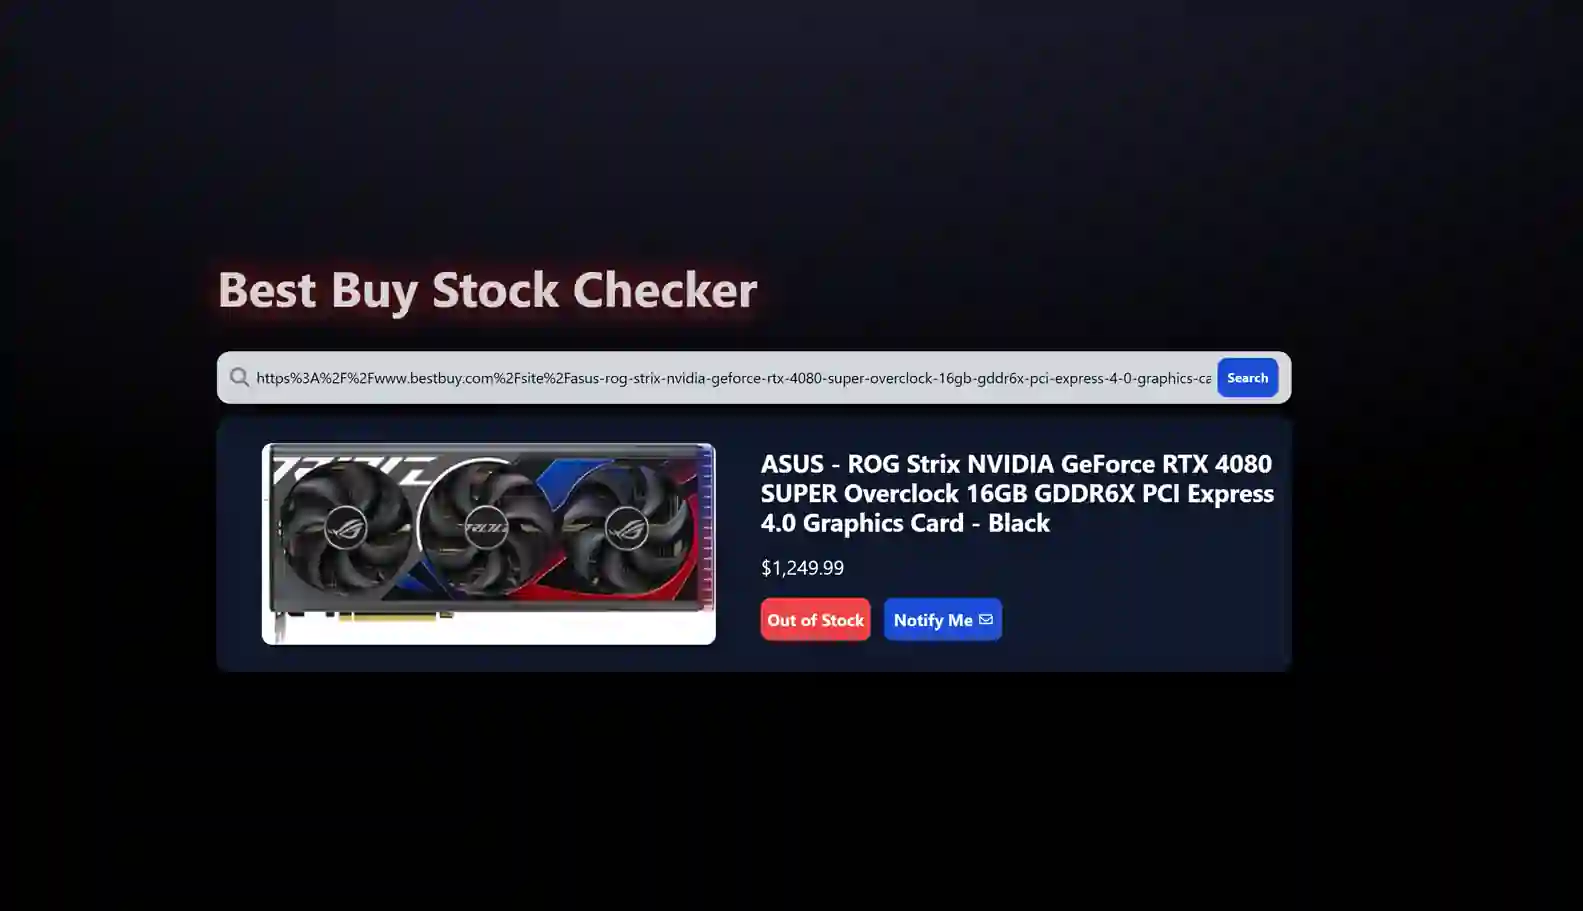 Best Buy Stock Checker
https%3A%2F%2Fwww.bestbuy.com%2Fsite%2Fasus-rog-strix-nvidia-geforce-rtx-4080-super-overclock-16gb-gddr6x-pci-express-4-0-graphics-ca
Search
ASUS - ROG Strix NVIDIA GeForce RTX 4080
SUPER Overclock 16GB GDDR6X PCI Express
4.0 Graphics Card - Black
$1,249.99
Out of Stock
Notify Me